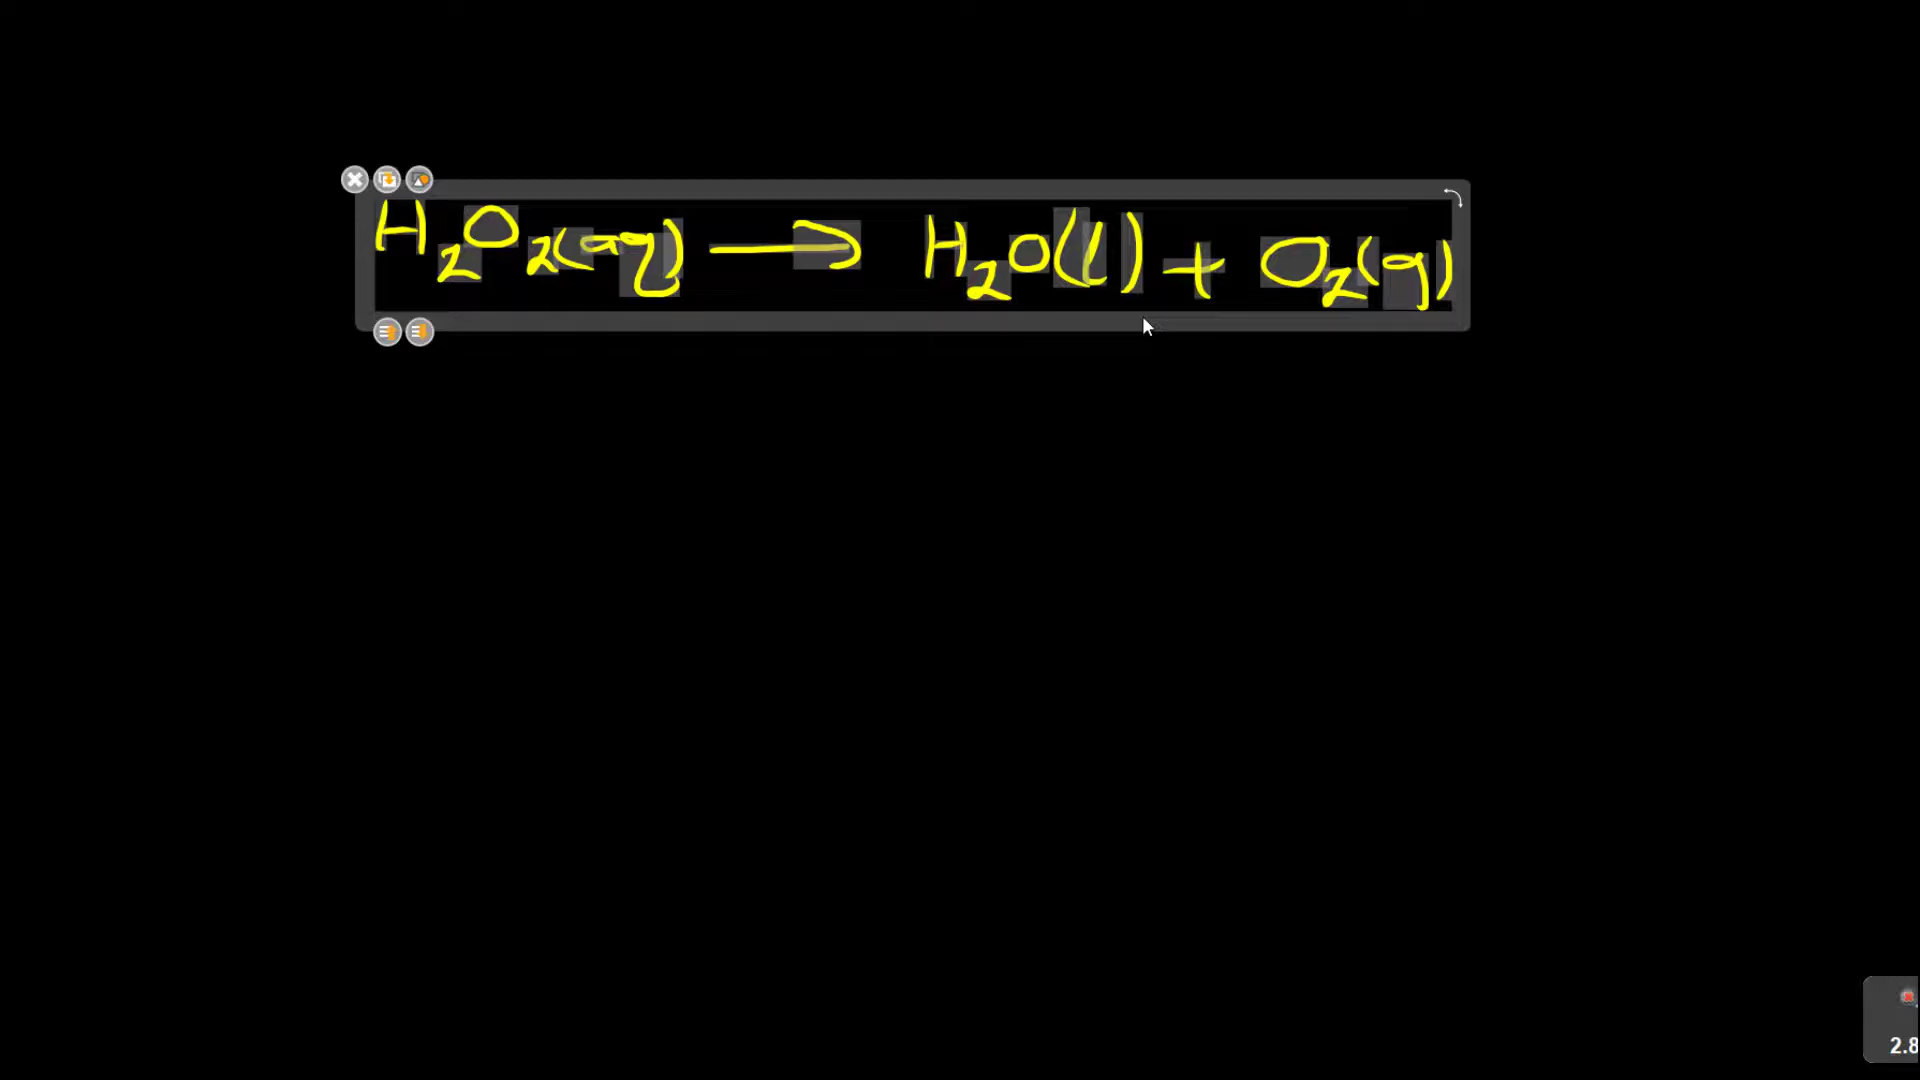 H₂O₂(aq) → H₂O(l) + O₂(g)
2.8